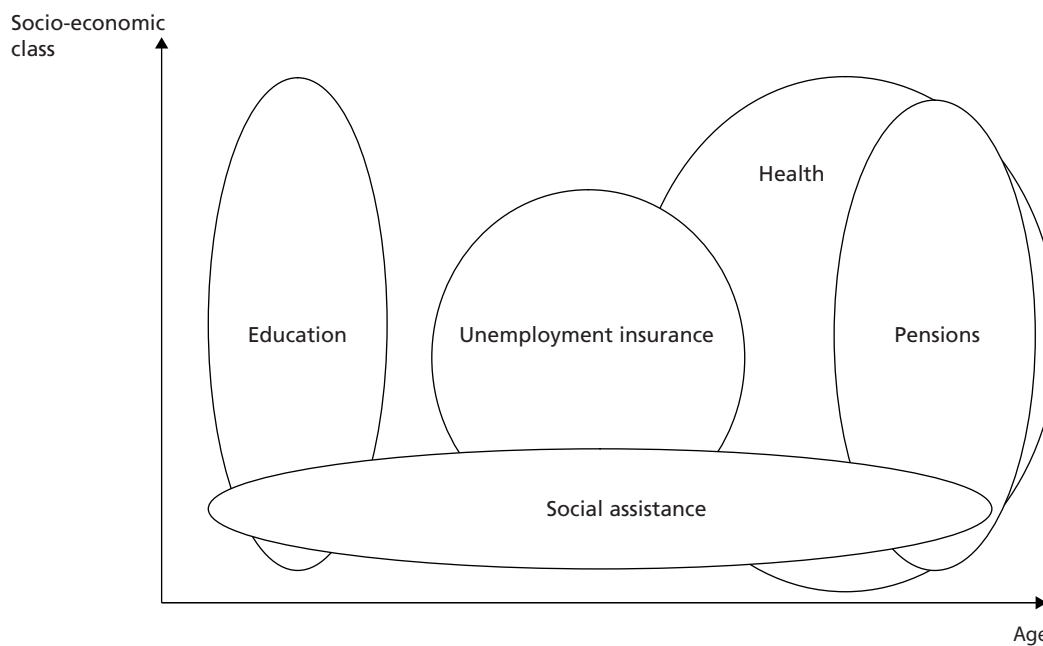 Socio-economic
class
Health
Education
Unemployment insurance
Pensions
Social assistance
Age